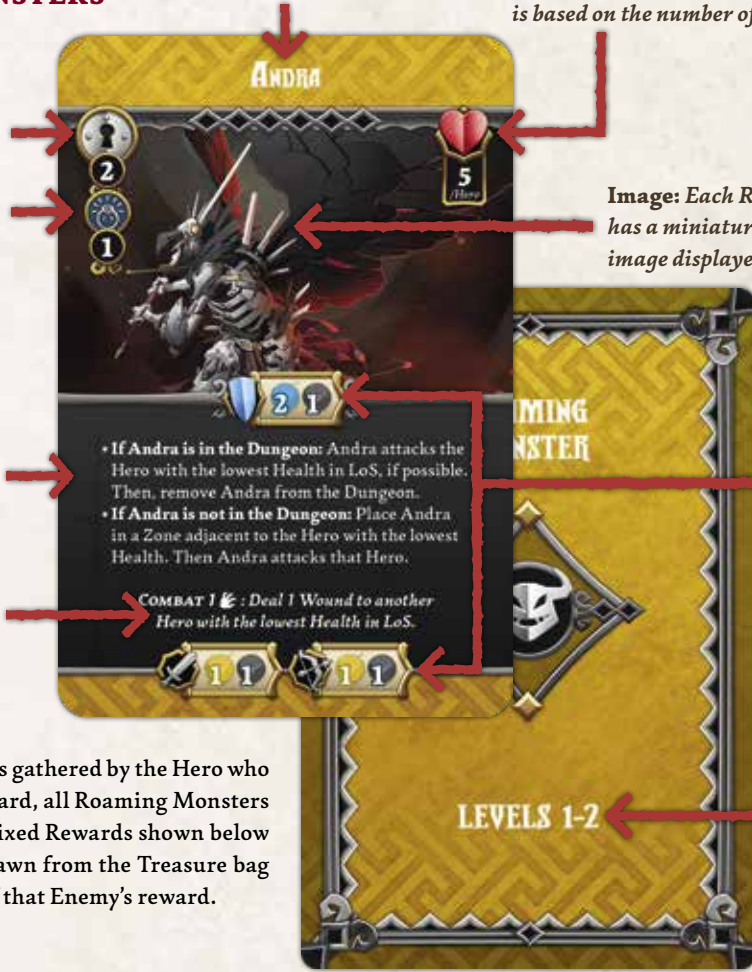 NSTERS
is based on the number of
ANDRA
2
1
5
/Hero
Image: Each R
has a miniatur
image displaye
2 1
• If Andra is in the Dungeon: Andra attacks the
Hero with the lowest Health in LoS, if possible.
Then, remove Andra from the Dungeon.
• If Andra is not in the Dungeon: Place Andra
in a Zone adjacent to the Hero with the lowest
Health. Then Andra attacks that Hero.
COMBAT 1 : Deal 1 Wound to another
Hero with the lowest Health in LoS.
1 1 1 1
MING
NSTER
LEVELS 1-2
s gathered by the Hero who
ard, all Roaming Monsters
ixed Rewards shown below
awn from the Treasure bag
f that Enemy's reward.